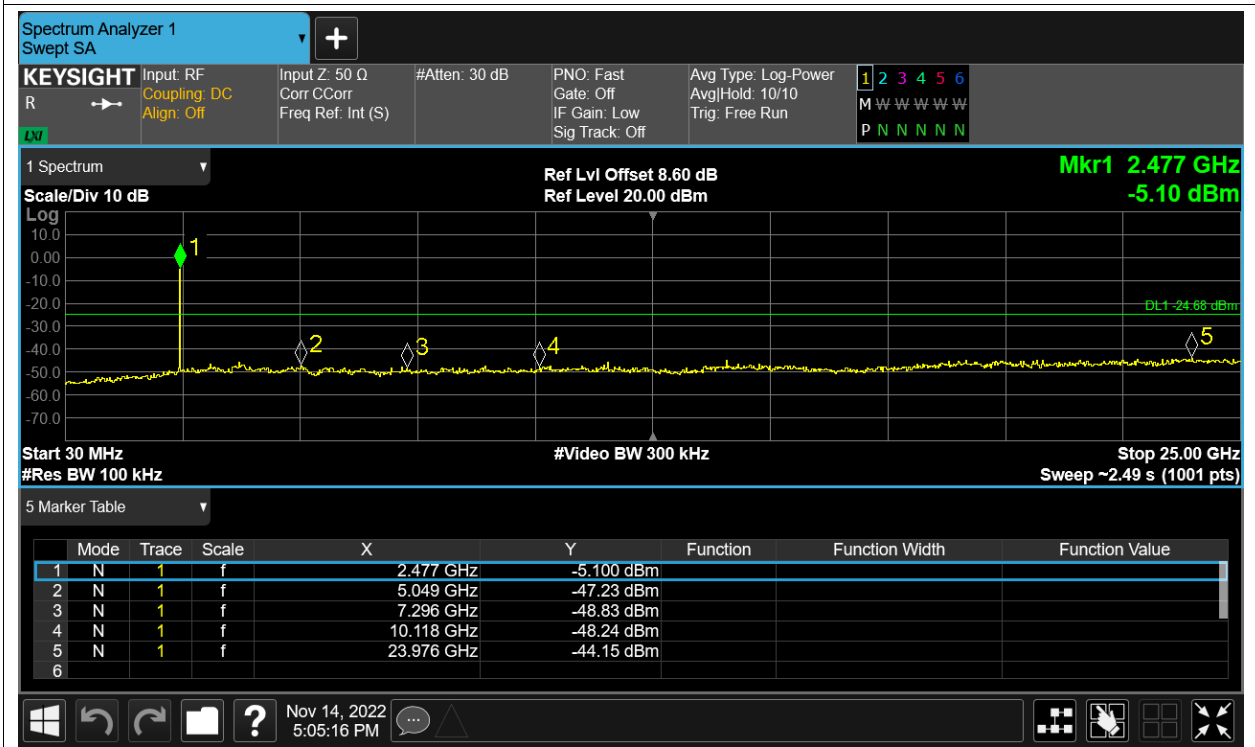 Spectrum Analyzer 1
Swept SA
+
KEYSIGHT Input: RF Input Z: 50 Ω #Atten: 30 dB PNO: Fast Avg Type: Log-Power 1 2 3 4 5 6
R Coupling: DC Corr CCorr Gate: Off Avg|Hold: 10/10 M W W W W W
Align: Off Freq Ref: Int (S) IF Gain: Low Trig: Free Run
LXI Sig Track: Off P N N N N N
1 Spectrum Ref Lvl Offset 8.60 dB Mkr1 2.477 GHz
Scale/Div 10 dB Ref Level 20.00 dBm -5.10 dBm
Log
10.0
1
0.00
-10.0
-20.0
DL1 -24.68 dBm
-30.0
2 3 4 5
-40.0
-50.0
-60.0
-70.0
Start 30 MHz #Video BW 300 kHz Stop 25.00 GHz
#Res BW 100 kHz Sweep ~2.49 s (1001 pts)
5 Marker Table
Mode Trace Scale X Y Function Function Width Function Value
1 N 1 f 2.477 GHz -5.100 dBm
2 N 1 f 5.049 GHz -47.23 dBm
3 N 1 f 7.296 GHz -48.83 dBm
4 N 1 f 10.118 GHz -48.24 dBm
5 N 1 f 23.976 GHz -44.15 dBm
6
? Nov 14, 2022
5:05:16 PM